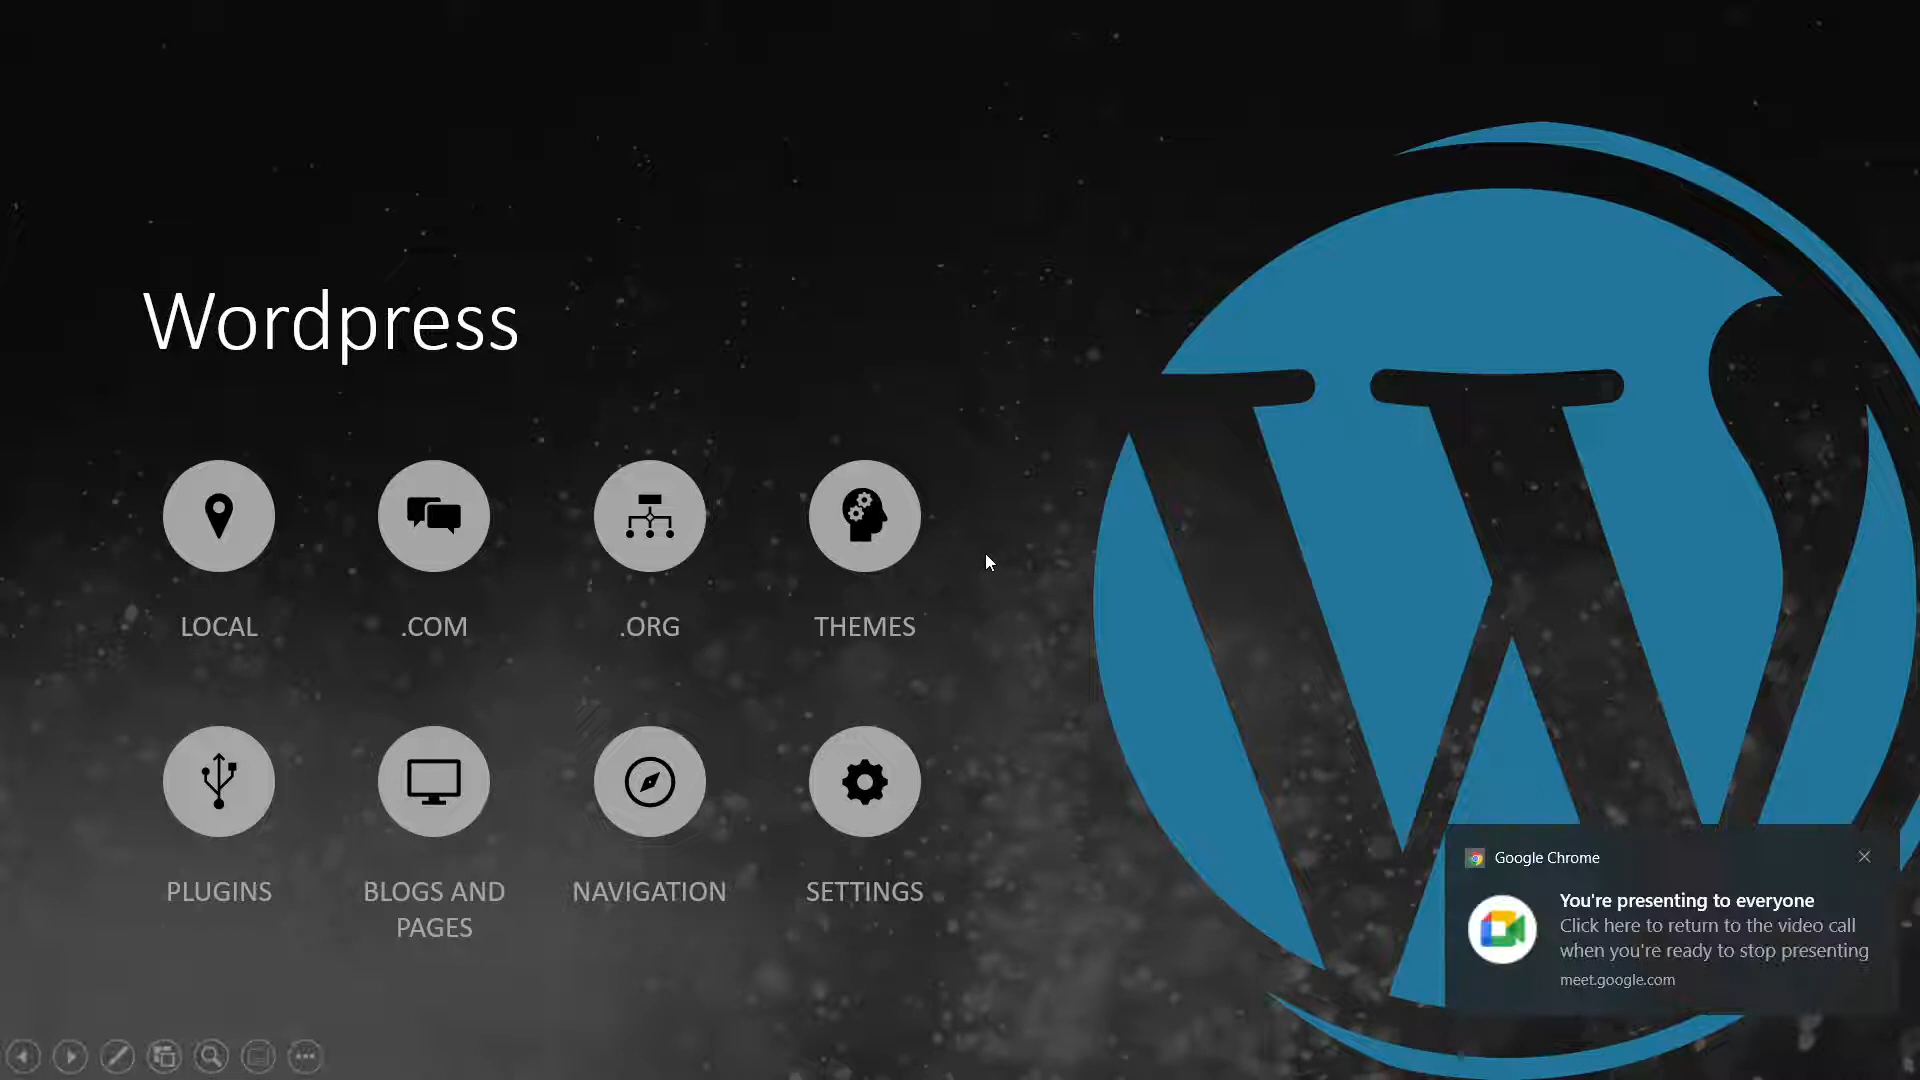 Wordpress
LOCAL
.COM
.ORG
THEMES
PLUGINS
BLOGS AND
PAGES
NAVIGATION
SETTINGS
Google Chrome
You're presenting to everyone
Click here to return to the video call
when you're ready to stop presenting
meet.google.com